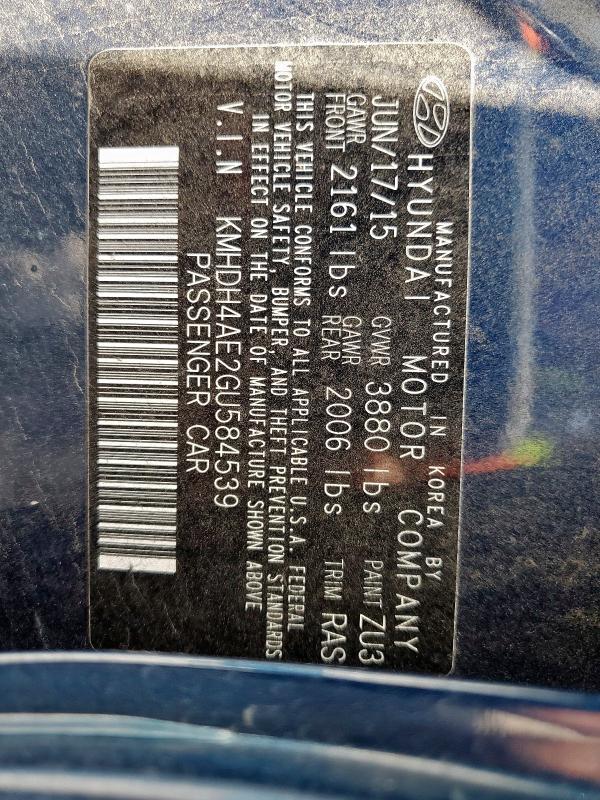 MANUFACTURED IN KOREA BY
HYUNDAI MOTOR COMPANY
JUN/17/15 GVWR 3880 lbs PAINT ZU3
GAWR FRONT 2161 lbs GAWR REAR 2006 lbs TRIM RAS
THIS VEHICLE CONFORMS TO ALL APPLICABLE U.S.A. FEDERAL
MOTOR VEHICLE SAFETY, BUMPER, AND THEFT PREVENTION STANDARDS
IN EFFECT ON THE DATE OF MANUFACTURE SHOWN ABOVE
V.I.N KMHDH4AE2GU584539
PASSENGER CAR